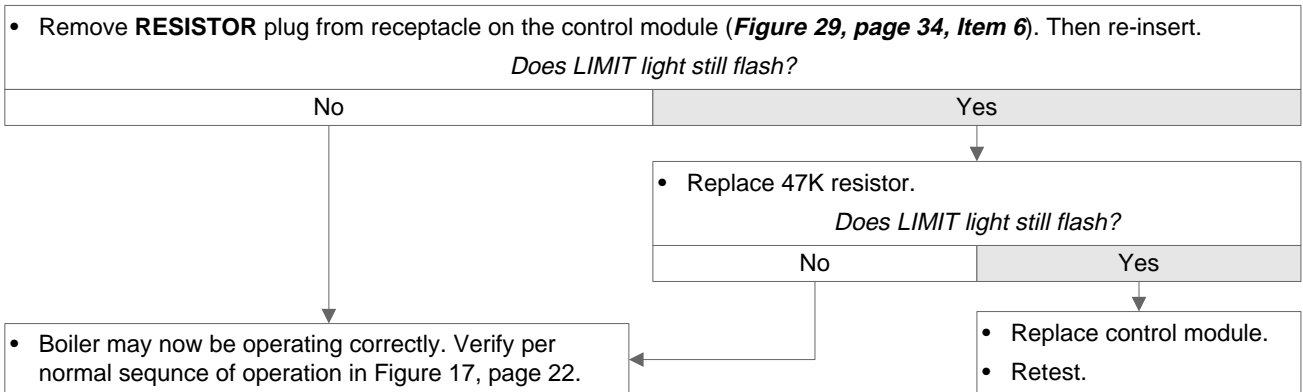 • Remove RESISTOR plug from receptacle on the control module (Figure 29, page 34, Item 6). Then re-insert.
Does LIMIT light still flash?
No
Yes
• Replace 47K resistor.
Does LIMIT light still flash?
No
Yes
• Boiler may now be operating correctly. Verify per
normal sequnce of operation in Figure 17, page 22.
• Replace control module.
• Retest.